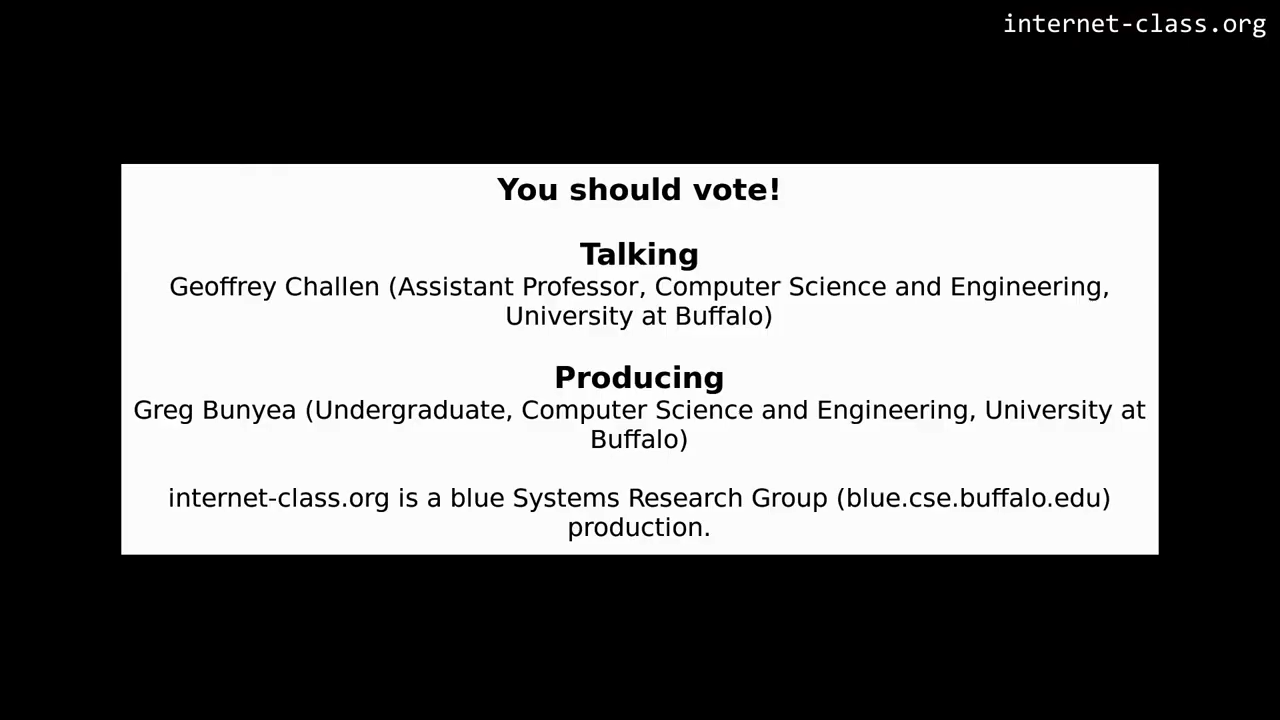 internet-class.org
You should vote!
Talking
Geoffrey Challen (Assistant Professor, Computer Science and Engineering,
University at Buffalo)
Producing
Greg Bunyea (Undergraduate, Computer Science and Engineering, University at
Buffalo)
internet-class.org is a blue Systems Research Group (blue.cse.buffalo.edu)
production.